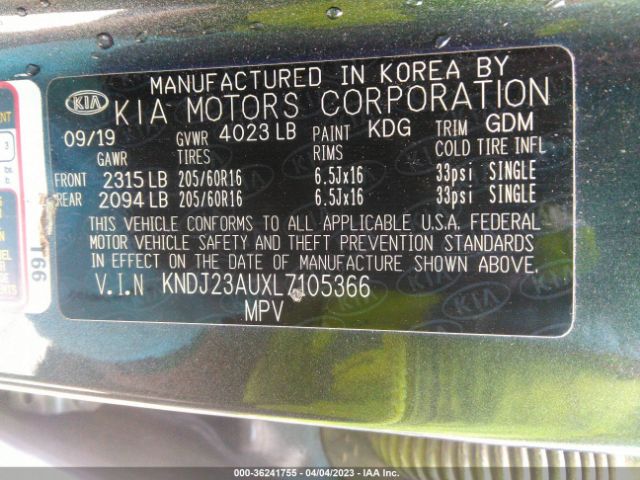 MANUFACTURED IN KOREA BY
KIA KIA MOTORS CORPORATION
09/19 GVWR 4023 LB PAINT KDG TRIM GDM
GAWR TIRES RIMS COLD TIRE INFL
FRONT 2315 LB 205/60R16 6.5Jx16 33psi SINGLE
REAR 2094 LB 205/60R16 6.5Jx16 33psi SINGLE
THIS VEHICLE CONFORMS TO ALL APPLICABLE U.S.A. FEDERAL
MOTOR VEHICLE SAFETY AND THEFT PREVENTION STANDARDS
IN EFFECT ON THE DATE OF MANUFACTURE SHOWN ABOVE.
V.I.N KNDJ23AUXL7105366
MPV
3
T66
000-36241755 - 04/04/2023 - IAA Inc.